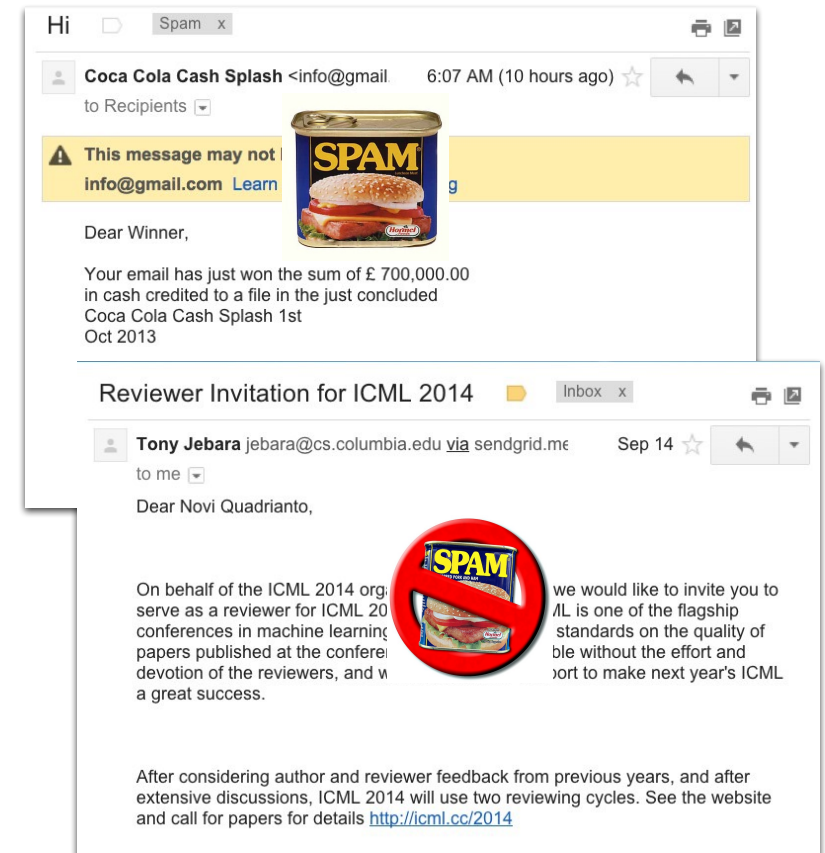 Hi
Spam x
Coca Cola Cash Splash <info@gmail.
6:07 AM (10 hours ago)
to Recipients
This message may not
info@gmail.com Learn
SPAM
Hormel
Dear Winner,
Your email has just won the sum of £ 700,000.00
in cash credited to a file in the just concluded
Coca Cola Cash Splash 1st
Oct 2013
Reviewer Invitation for ICML 2014
Inbox x
Tony Jebara jebara@cs.columbia.edu via sendgrid.me
Sep 14
to me
Dear Novi Quadrianto,
SPAM
On behalf of the ICML 2014 we would like to invite you to
serve as a reviewer for ICML 20 is one of the flagship
conferences in machine learning standards on the quality of
papers published at the without the effort and
devotion of the reviewers, and to make next year's ICML
a great success.
After considering author and reviewer feedback from previous years, and after
extensive discussions, ICML 2014 will use two reviewing cycles. See the website
and call for papers for details http://icml.cc/2014